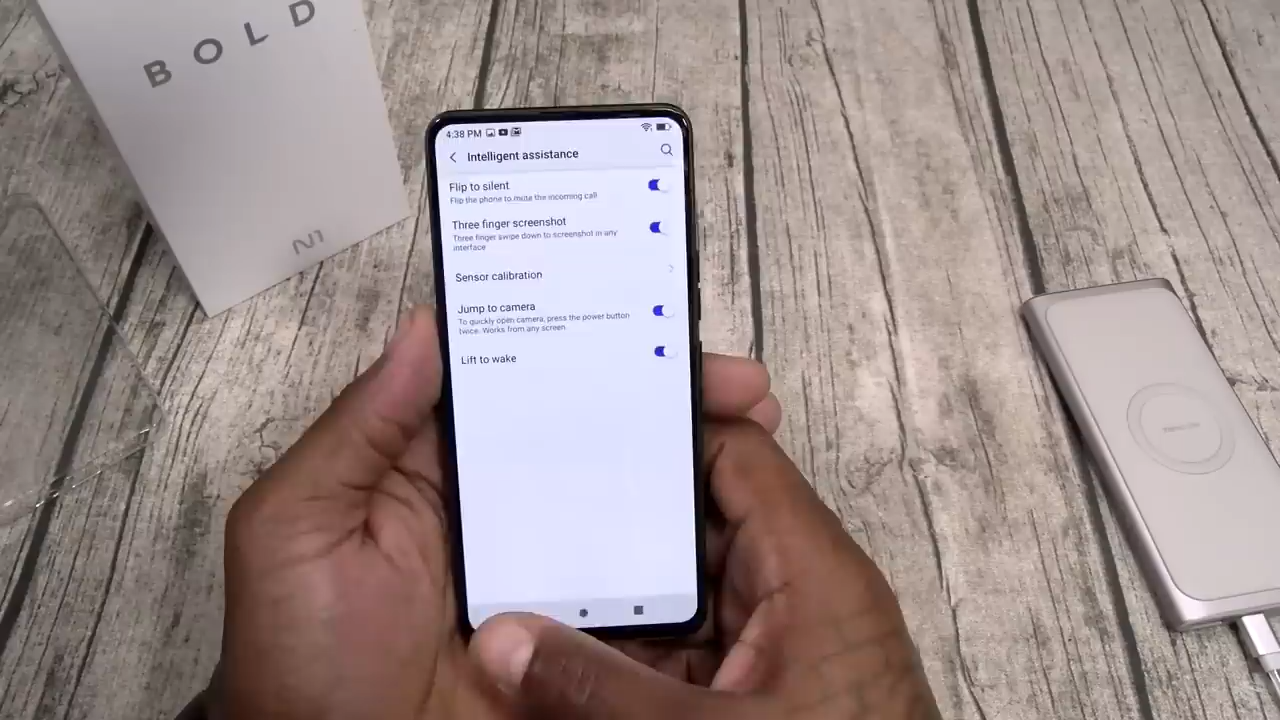 BOLD
N1
4:38 PM
Intelligent assistance
Flip to silent
Flip the phone to mute the incoming call
Three finger screenshot
Three finger swipe down to screenshot in any
interface
Sensor calibration
Jump to camera
To quickly open camera, press the power button
twice. Works from any screen
Lift to wake